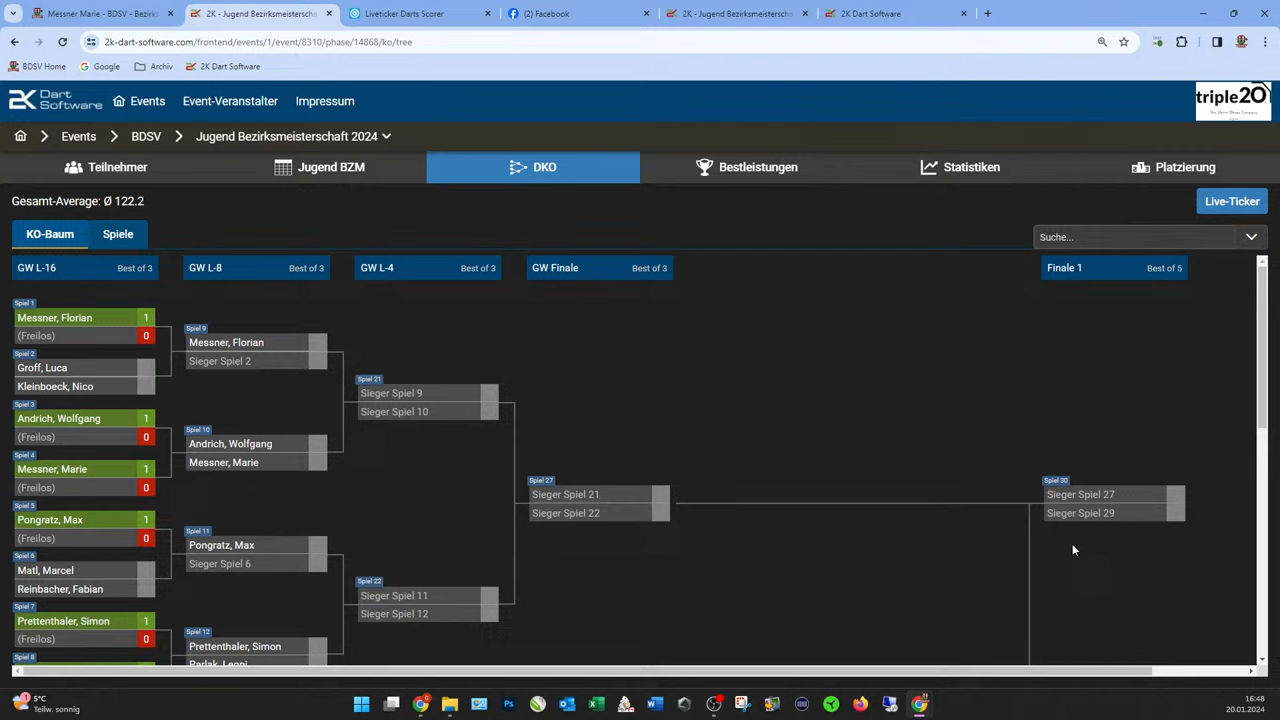 Messner Marie - BDSV - Bezirks
2K - Jugend Bezirksmeisterscha
Liveticker Darts Scorer
(2) Facebook
2K - Jugend Bezirksmeistersch
2K Dart Software
2k-dart-software.com/frontend/events/1/event/8310/phase/14868/ko/tree
BDSV Home
Google
Archiv
2K Dart Software
2K Dart Software
Events
Event-Veranstalter
Impressum
triple20
Events
BDSV
Jugend Bezirksmeisterschaft 2024
Teilnehmer
Jugend BZM
DKO
Bestleistungen
Statistiken
Platzierung
Gesamt-Average: Ø 122.2
Live-Ticker
KO-Baum
Spiele
Suche...
GW L-16 Best of 3
GW L-8 Best of 3
GW L-4 Best of 3
GW Finale Best of 3
Finale 1 Best of 5
Spiel 1
Messner, Florian 1
(Freilos) 0
Spiel 2
Groff, Luca
Kleinboeck, Nico
Spiel 3
Andrich, Wolfgang 1
(Freilos) 0
Spiel 4
Messner, Marie 1
(Freilos) 0
Spiel 5
Pongratz, Max 1
(Freilos) 0
Spiel 6
Matl, Marcel
Reinbacher, Fabian
Spiel 7
Prettenthaler, Simon 1
(Freilos) 0
Spiel 8
Spiel 9
Messner, Florian
Sieger Spiel 2
Spiel 10
Andrich, Wolfgang
Messner, Marie
Spiel 11
Pongratz, Max
Sieger Spiel 6
Spiel 12
Prettenthaler, Simon
Parlak, Leoni
Spiel 21
Sieger Spiel 9
Sieger Spiel 10
Spiel 22
Sieger Spiel 11
Sieger Spiel 12
Spiel 27
Sieger Spiel 21
Sieger Spiel 22
Spiel 30
Sieger Spiel 27
Sieger Spiel 29
1
5°C
Teilw. sonnig
16:48
20.01.2024